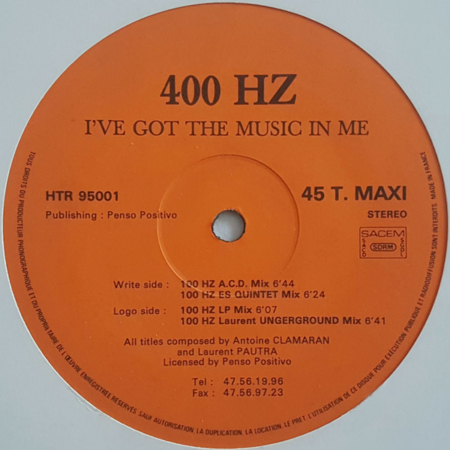 400 HZ
I'VE GOT THE MUSIC IN ME
HTR 95001
45 T. MAXI
Publishing : Penso Positivo
STEREO
SACEM
SDRM
SACD
SGDL
Write side : 100 HZ A.C.D. Mix 6'44
100 HZ ES QUINTET Mix 6'24
Logo side : 100 HZ LP Mix 6'07
100 HZ Laurent UNGERGROUND Mix 6'41
All titles composed by Antoine CLAMARAN
and Laurent PAUTRA
Licensed by Penso Positivo
Tel : 47.56.19.96
Fax : 47.56.97.23
TOUS DROITS DU PRODUCTEUR PHONOGRAPHIQUE ET DU PROPRIETAIRE DE L'ŒUVRE ENREGISTREE RESERVES. SAUF AUTORISATION, LA DUPLICATION, LA LOCATION, LE PRET, L'UTILISATION DE CE DISQUE POUR EXECUTION PUBLIQUE ET RADIODIFFUSION SONT INTERDITS. MADE IN FRANCE